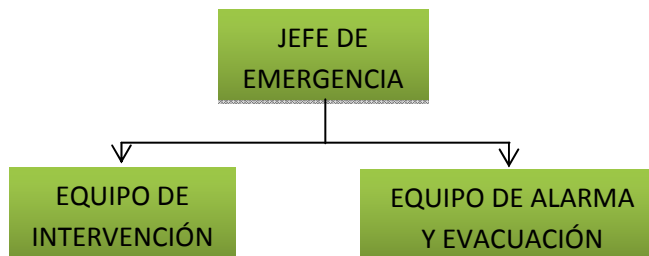 JEFE DE
EMERGENCIA
EQUIPO DE
INTERVENCIÓN
EQUIPO DE ALARMA
Y EVACUACIÓN